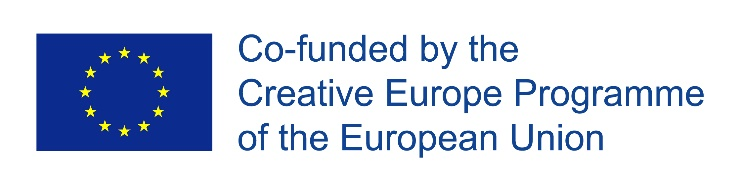 Co-funded by the
Creative Europe Programme
of the European Union